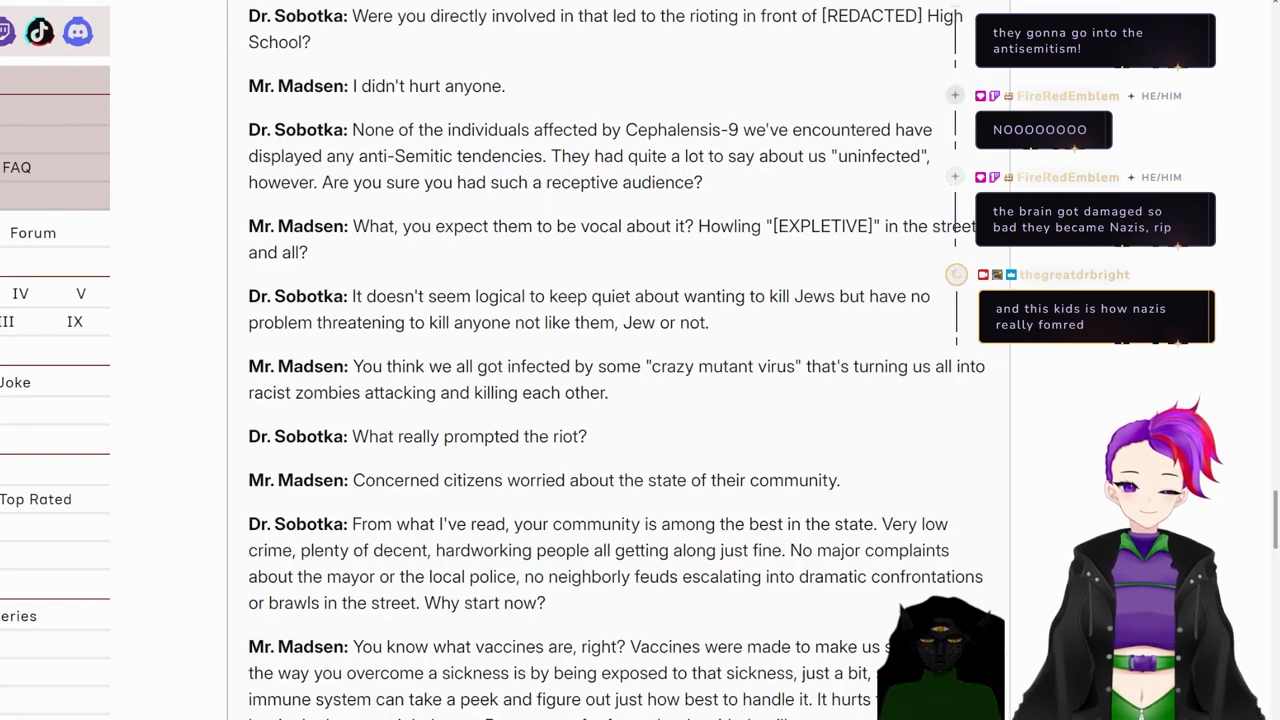 Dr. Sobotka: Were you directly involved in that led to the rioting in front of [REDACTED] High
School?
Mr. Madsen: I didn't hurt anyone.
Dr. Sobotka: None of the individuals affected by Cephalensis-9 we've encountered have
displayed any anti-Semitic tendencies. They had quite a lot to say about us "uninfected",
however. Are you sure you had such a receptive audience?
Mr. Madsen: What, you expect them to be vocal about it? Howling "[EXPLETIVE]" in the street
and all?
Dr. Sobotka: It doesn't seem logical to keep quiet about wanting to kill Jews but have no
problem threatening to kill anyone not like them, Jew or not.
Mr. Madsen: You think we all got infected by some "crazy mutant virus" that's turning us all into
racist zombies attacking and killing each other.
Dr. Sobotka: What really prompted the riot?
Mr. Madsen: Concerned citizens worried about the state of their community.
Dr. Sobotka: From what I've read, your community is among the best in the state. Very low
crime, plenty of decent, hardworking people all getting along just fine. No major complaints
about the mayor or the local police, no neighborly feuds escalating into dramatic confrontations
or brawls in the street. Why start now?
Mr. Madsen: You know what vaccines are, right? Vaccines were made to make us
the way you overcome a sickness is by being exposed to that sickness, just a bit,
immune system can take a peek and figure out just how best to handle it. It hurts
FAQ
Forum
IV V
III IX
Joke
Top Rated
eries
they gonna go into the
antisemitism!
FireRedEmblem HE/HIM
NOOOOOOOO
FireRedEmblem HE/HIM
the brain got damaged so
bad they became Nazis, rip
thegreatdrbright
and this kids is how nazis
really fomred